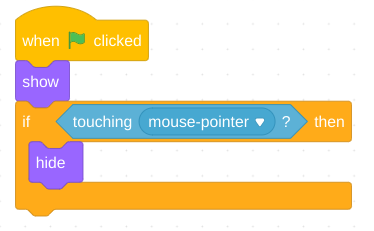 when clicked
show
if touching mouse-pointer ? then
hide